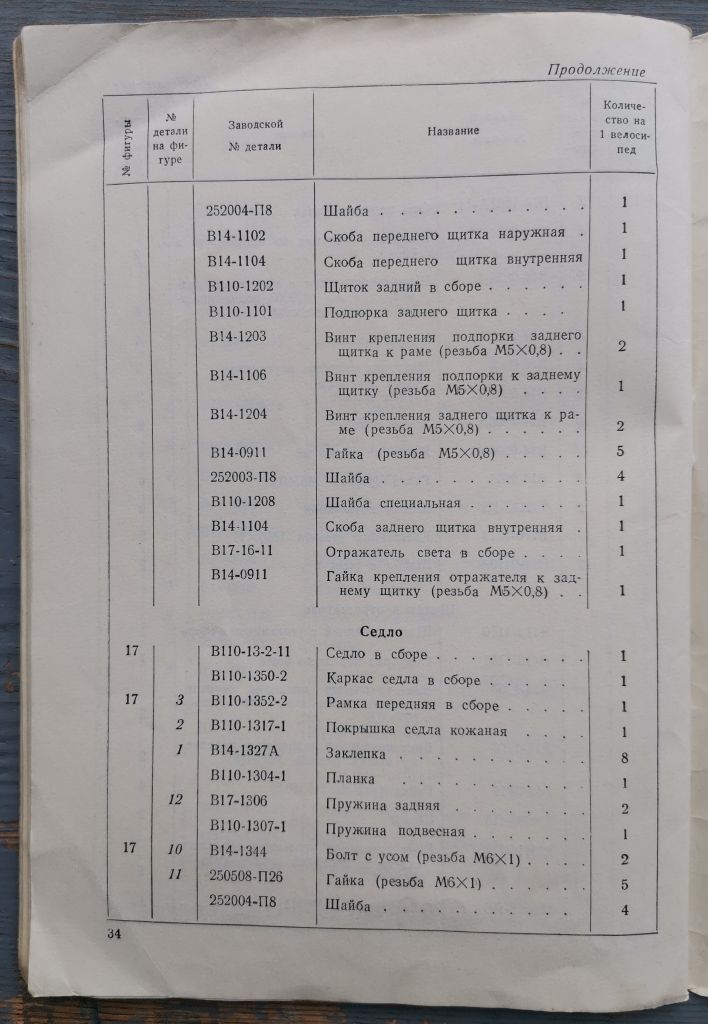 Продолжение
№ фигуры
№ детали на фи-гуре
Заводской № детали
Название
Количе-ство на 1 велоси-пед
252004-П8 Шайба . . . . . . . . . . . . 1
В14-1102 Скоба переднего щитка наружная . 1
В14-1104 Скоба переднего щитка внутренняя 1
В110-1202 Щиток задний в сборе . . . . . . 1
В110-1101 Подпорка заднего щитка . . . . 1
В14-1203 Винт крепления подпорки заднего
щитка к раме (резьба М5×0,8) . . 2
В14-1106 Винт крепления подпорки к заднему
щитку (резьба М5×0,8) . . . . 1
В14-1204 Винт крепления заднего щитка к ра-
ме (резьба М5×0,8) . . . . . . 2
В14-0911 Гайка (резьба М5×0,8) . . . . . 5
252003-П8 Шайба . . . . . . . . . . . . 4
В110-1208 Шайба специальная . . . . . . . 1
В14-1104 Скоба заднего щитка внутренняя . 1
В17-16-11 Отражатель света в сборе . . . . 1
В14-0911 Гайка крепления отражателя к зад-
нему щитку (резьба М5×0,8) . . 1
Седло
17 В110-13-2-11 Седло в сборе . . . . . . . . . 1
В110-1350-2 Каркас седла в сборе . . . . . 1
17 3 В110-1352-2 Рамка передняя в сборе . . . . . 1
2 В110-1317-1 Покрышка седла кожаная . . . . 1
1 В14-1327А Заклепка . . . . . . . . . . . 8
В110-1304-1 Планка . . . . . . . . . . 1
12 В17-1306 Пружина задняя . . . . . . . . 2
В110-1307-1 Пружина подвесная . . . . . . . 1
17 10 В14-1344 Болт с усом (резьба М6×1) . . . . 2
11 250508-П26 Гайка (резьба М6×1) . . . . . . 5
252004-П8 Шайба . . . . . . . . . . . 4
34